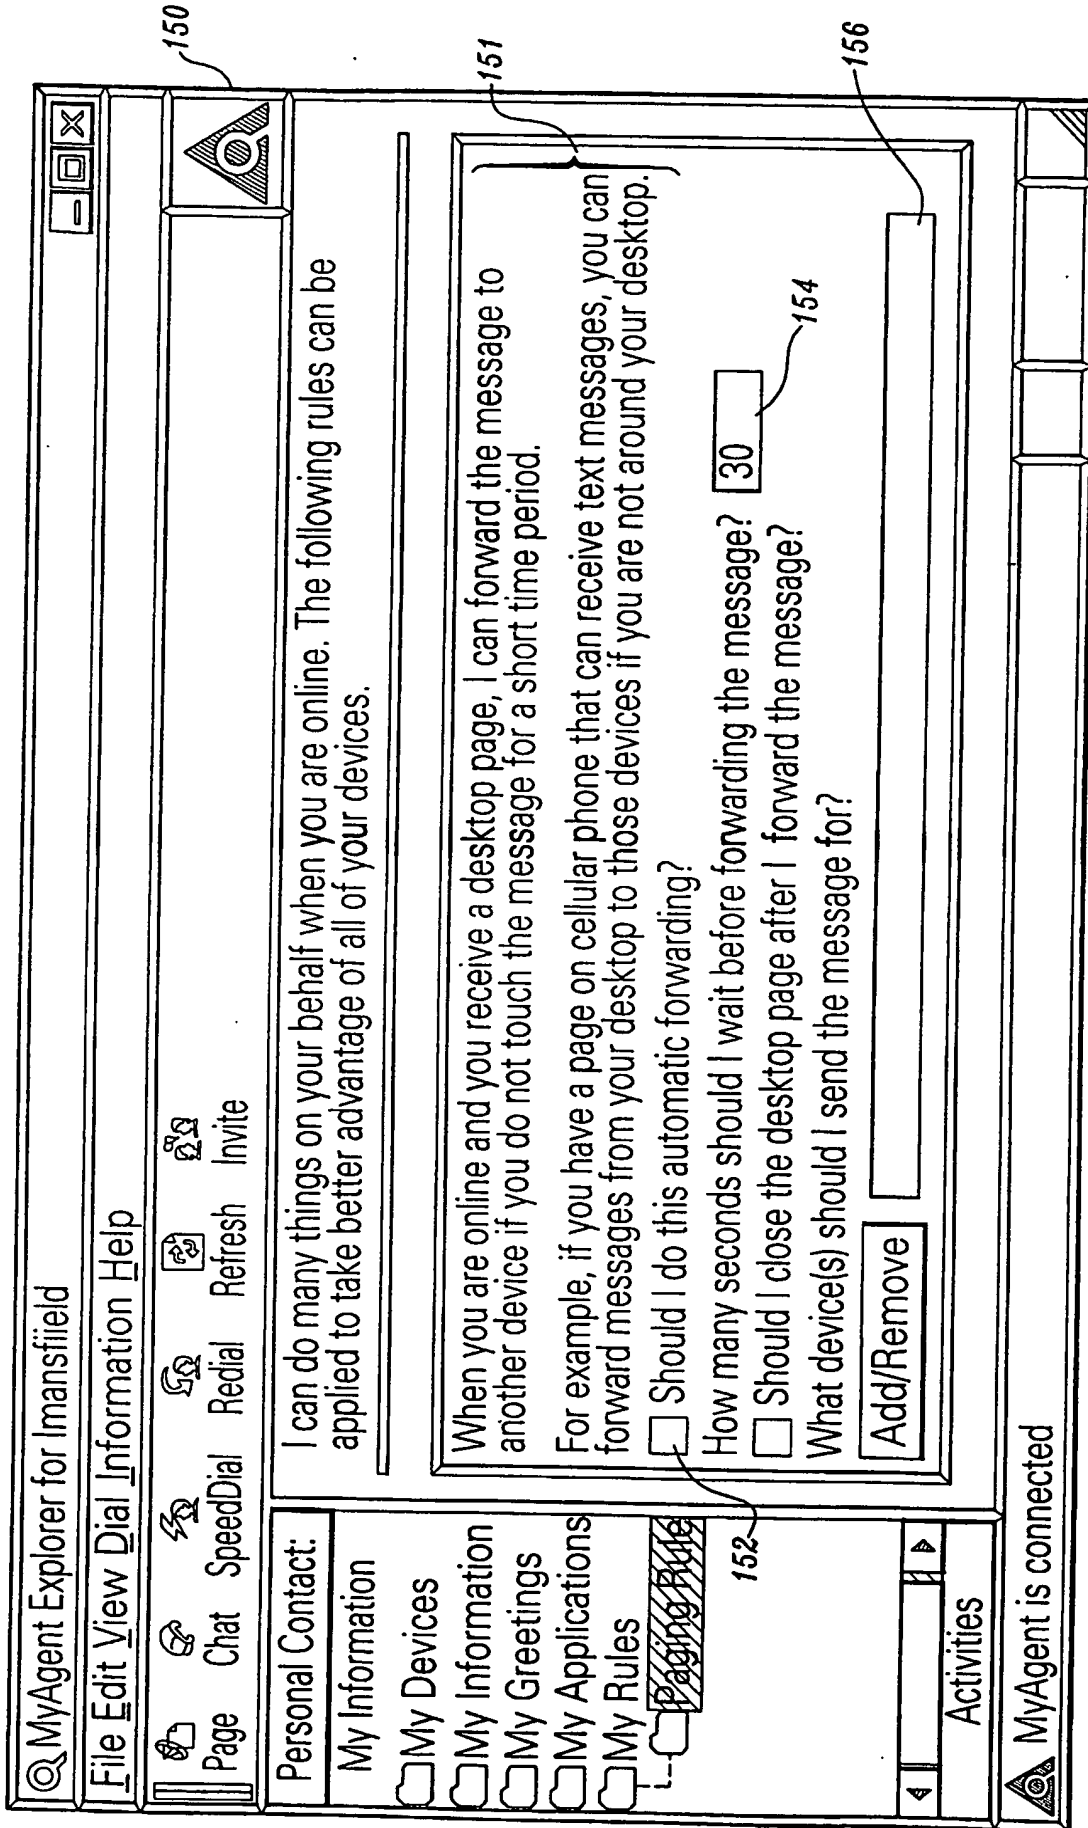 MyAgent Explorer for Imansfiield
File Edit View Dial Information Help
Page Chat SpeedDial Redial Refresh Invite
Personal Contact:
My Information
My Devices
My Information
My Greetings
My Applications
My Rules
Paging Rule
Activities
I can do many things on your behalf when you are online. The following rules can be
applied to take better advantage of all of your devices.
When you are online and you receive a desktop page, I can forward the message to
another device if you do not touch the message for a short time period.
For example, if you have a page on cellular phone that can receive text messages, you can
forward messages from your desktop to those devices if you are not around your desktop.
Should I do this automatic forwarding?
How many seconds should I wait before forwarding the message? 30
Should I close the desktop page after I forward the message?
What device(s) should I send the message for?
Add/Remove
MyAgent is connected
150
151
152
154
156